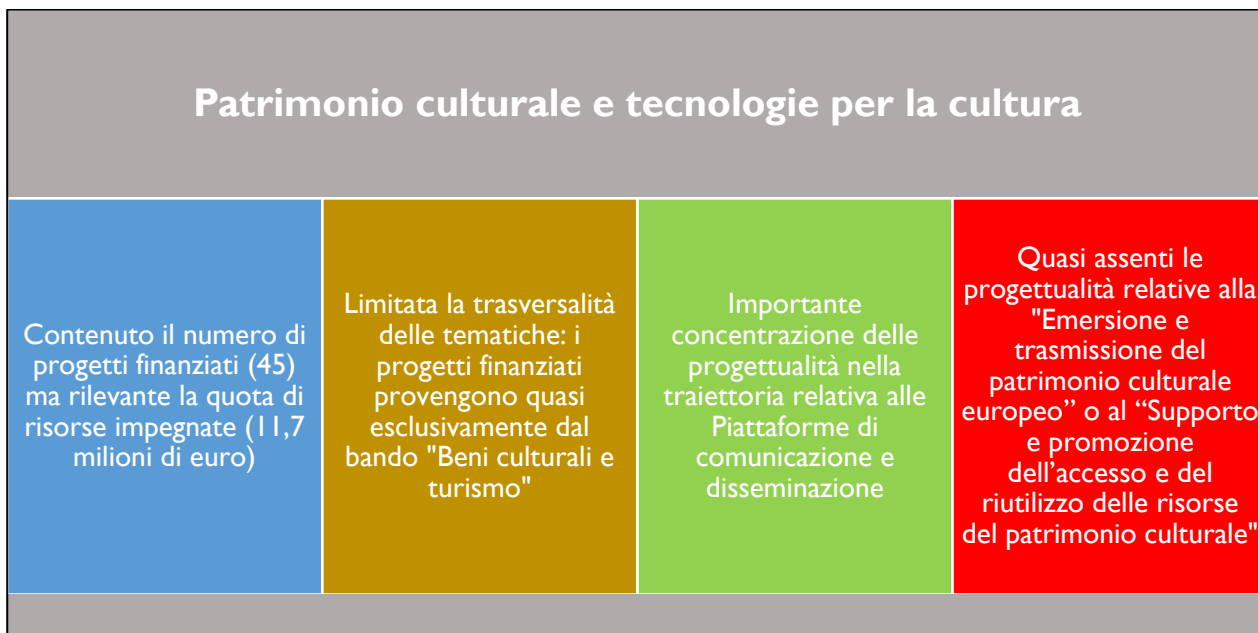 Patrimonio culturale e tecnologie per la cultura
Contenuto il numero di
progetti finanziati (45)
ma rilevante la quota di
risorse impegnate (11,7
milioni di euro)
Limitata la trasversalità
delle tematiche: i
progetti finanziati
provengono quasi
esclusivamente dal
bando "Beni culturali e
turismo"
Importante
concentrazione delle
progettualità nella
traiettoria relativa alle
Piattaforme di
comunicazione e
disseminazione
Quasi assenti le
progettualità relative alla
"Emersione e
trasmissione del
patrimonio culturale
europeo” o al “Supporto
e promozione
dell’accesso e del
riutilizzo delle risorse
del patrimonio culturale"